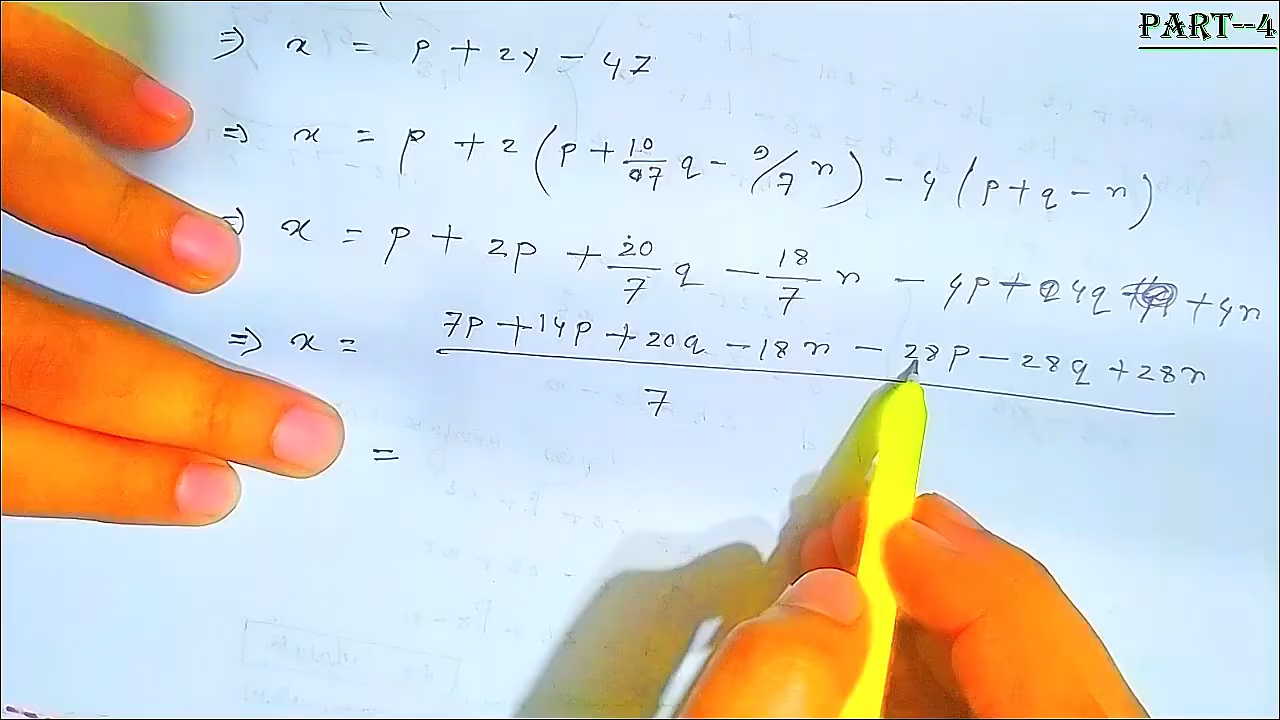 PART--4
⇒ x = p + 2y - 4z
⇒ x = p + 2 (p + 10/7 q - 9/7 r) - 4 (p + q - r)
⇒ x = p + 2p + 20/7 q - 18/7 r - 4p + 4q + 4r
⇒ x = 7p + 14p + 20q - 18r - 28p - 28q + 28r / 7
=